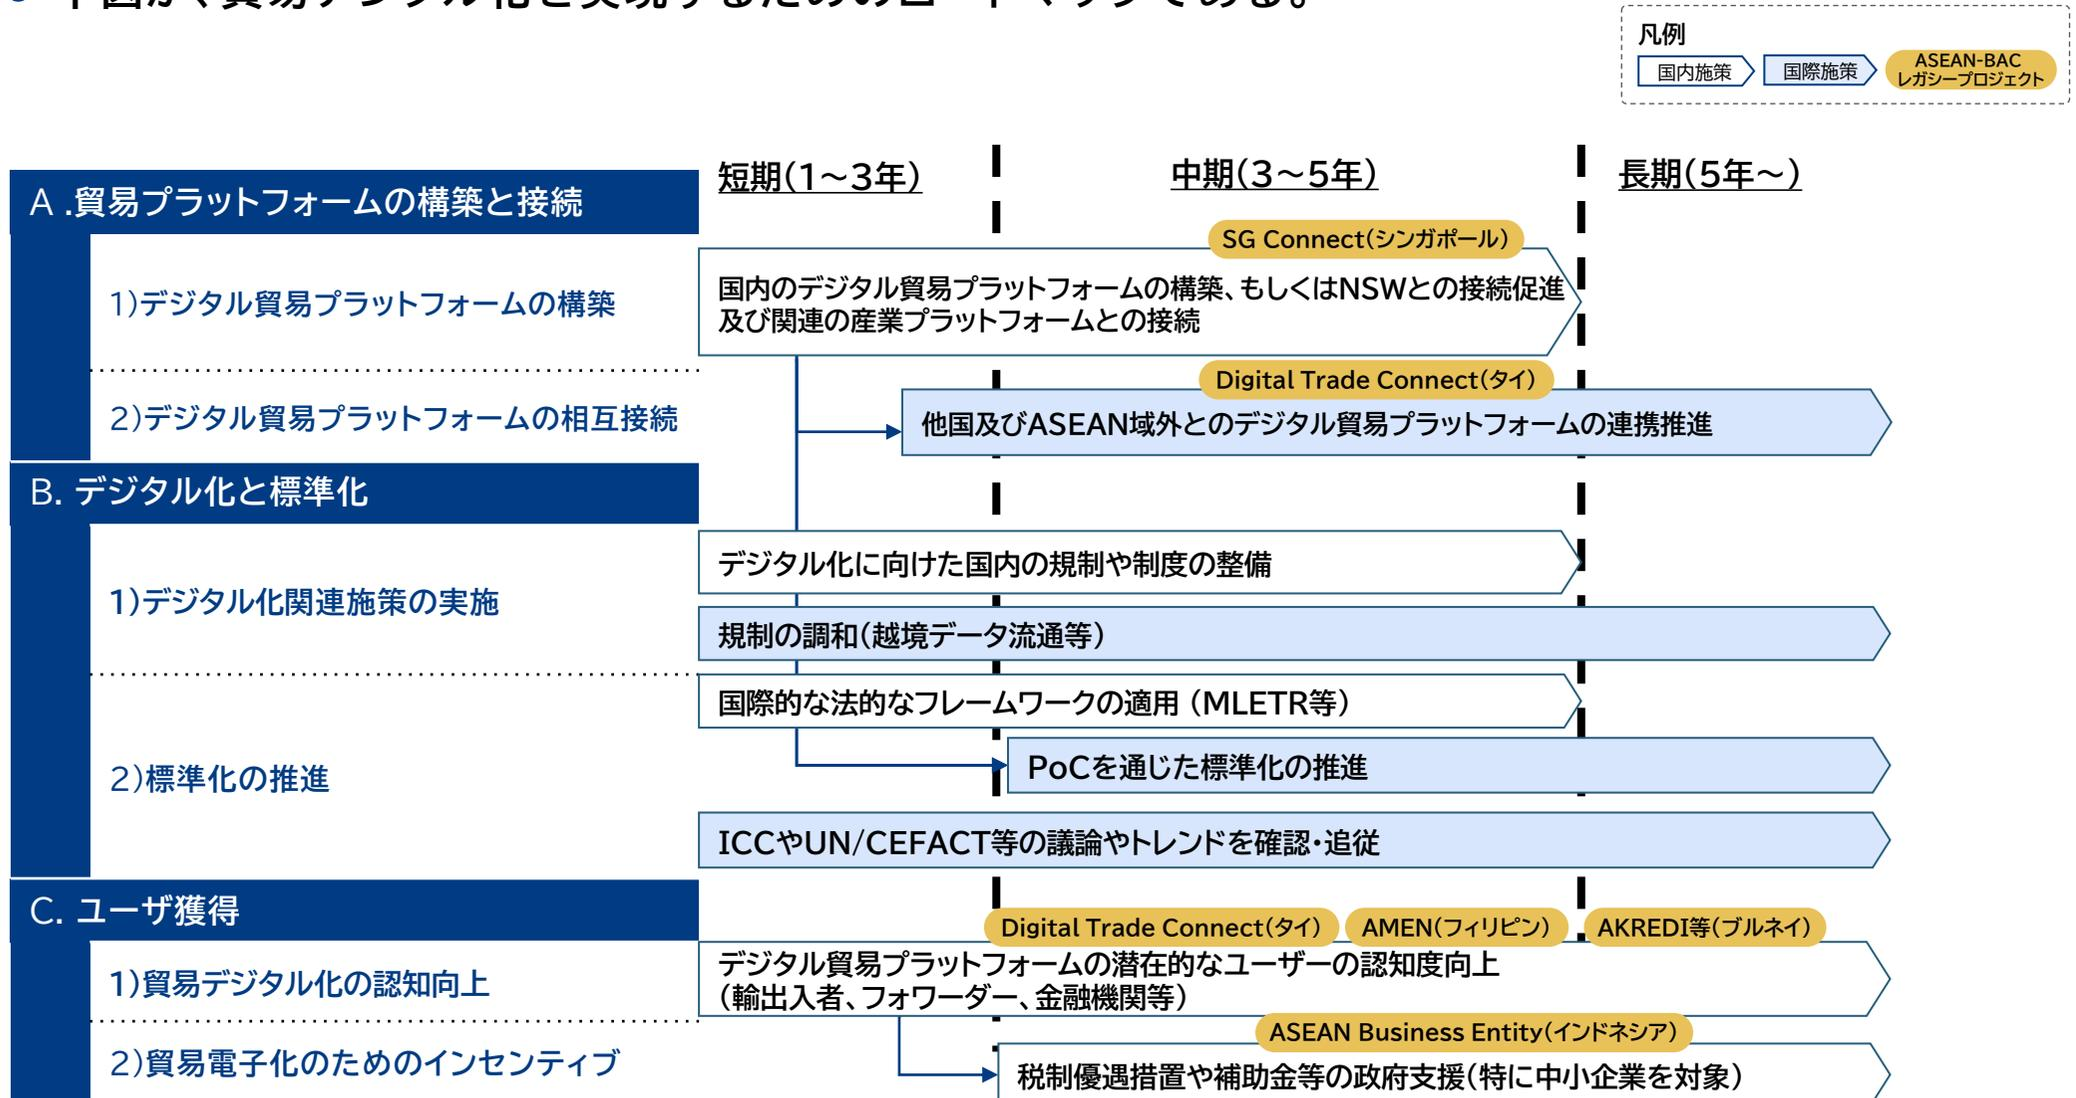 凡例
国内施策
国際施策
ASEAN-BAC
レガシープロジェクト
短期(1～3年)
中期(3～5年)
長期(5年～)
A .貿易プラットフォームの構築と接続
SG Connect(シンガポール)
1)デジタル貿易プラットフォームの構築
国内のデジタル貿易プラットフォームの構築、もしくはNSWとの接続促進
及び関連の産業プラットフォームとの接続
Digital Trade Connect(タイ)
2)デジタル貿易プラットフォームの相互接続
他国及びASEAN域外とのデジタル貿易プラットフォームの連携推進
B. デジタル化と標準化
1)デジタル化関連施策の実施
デジタル化に向けた国内の規制や制度の整備
規制の調和(越境データ流通等)
国際的な法的なフレームワークの適用 (MLETR等)
2)標準化の推進
PoCを通じた標準化の推進
ICCやUN/CEFACT等の議論やトレンドを確認・追従
C. ユーザ獲得
Digital Trade Connect(タイ)
AMEN(フィリピン)
AKREDI等(ブルネイ)
1)貿易デジタル化の認知向上
デジタル貿易プラットフォームの潜在的なユーザーの認知度向上
(輸出入者、フォワーダー、金融機関等)
ASEAN Business Entity(インドネシア)
2)貿易電子化のためのインセンティブ
税制優遇措置や補助金等の政府支援(特に中小企業を対象)